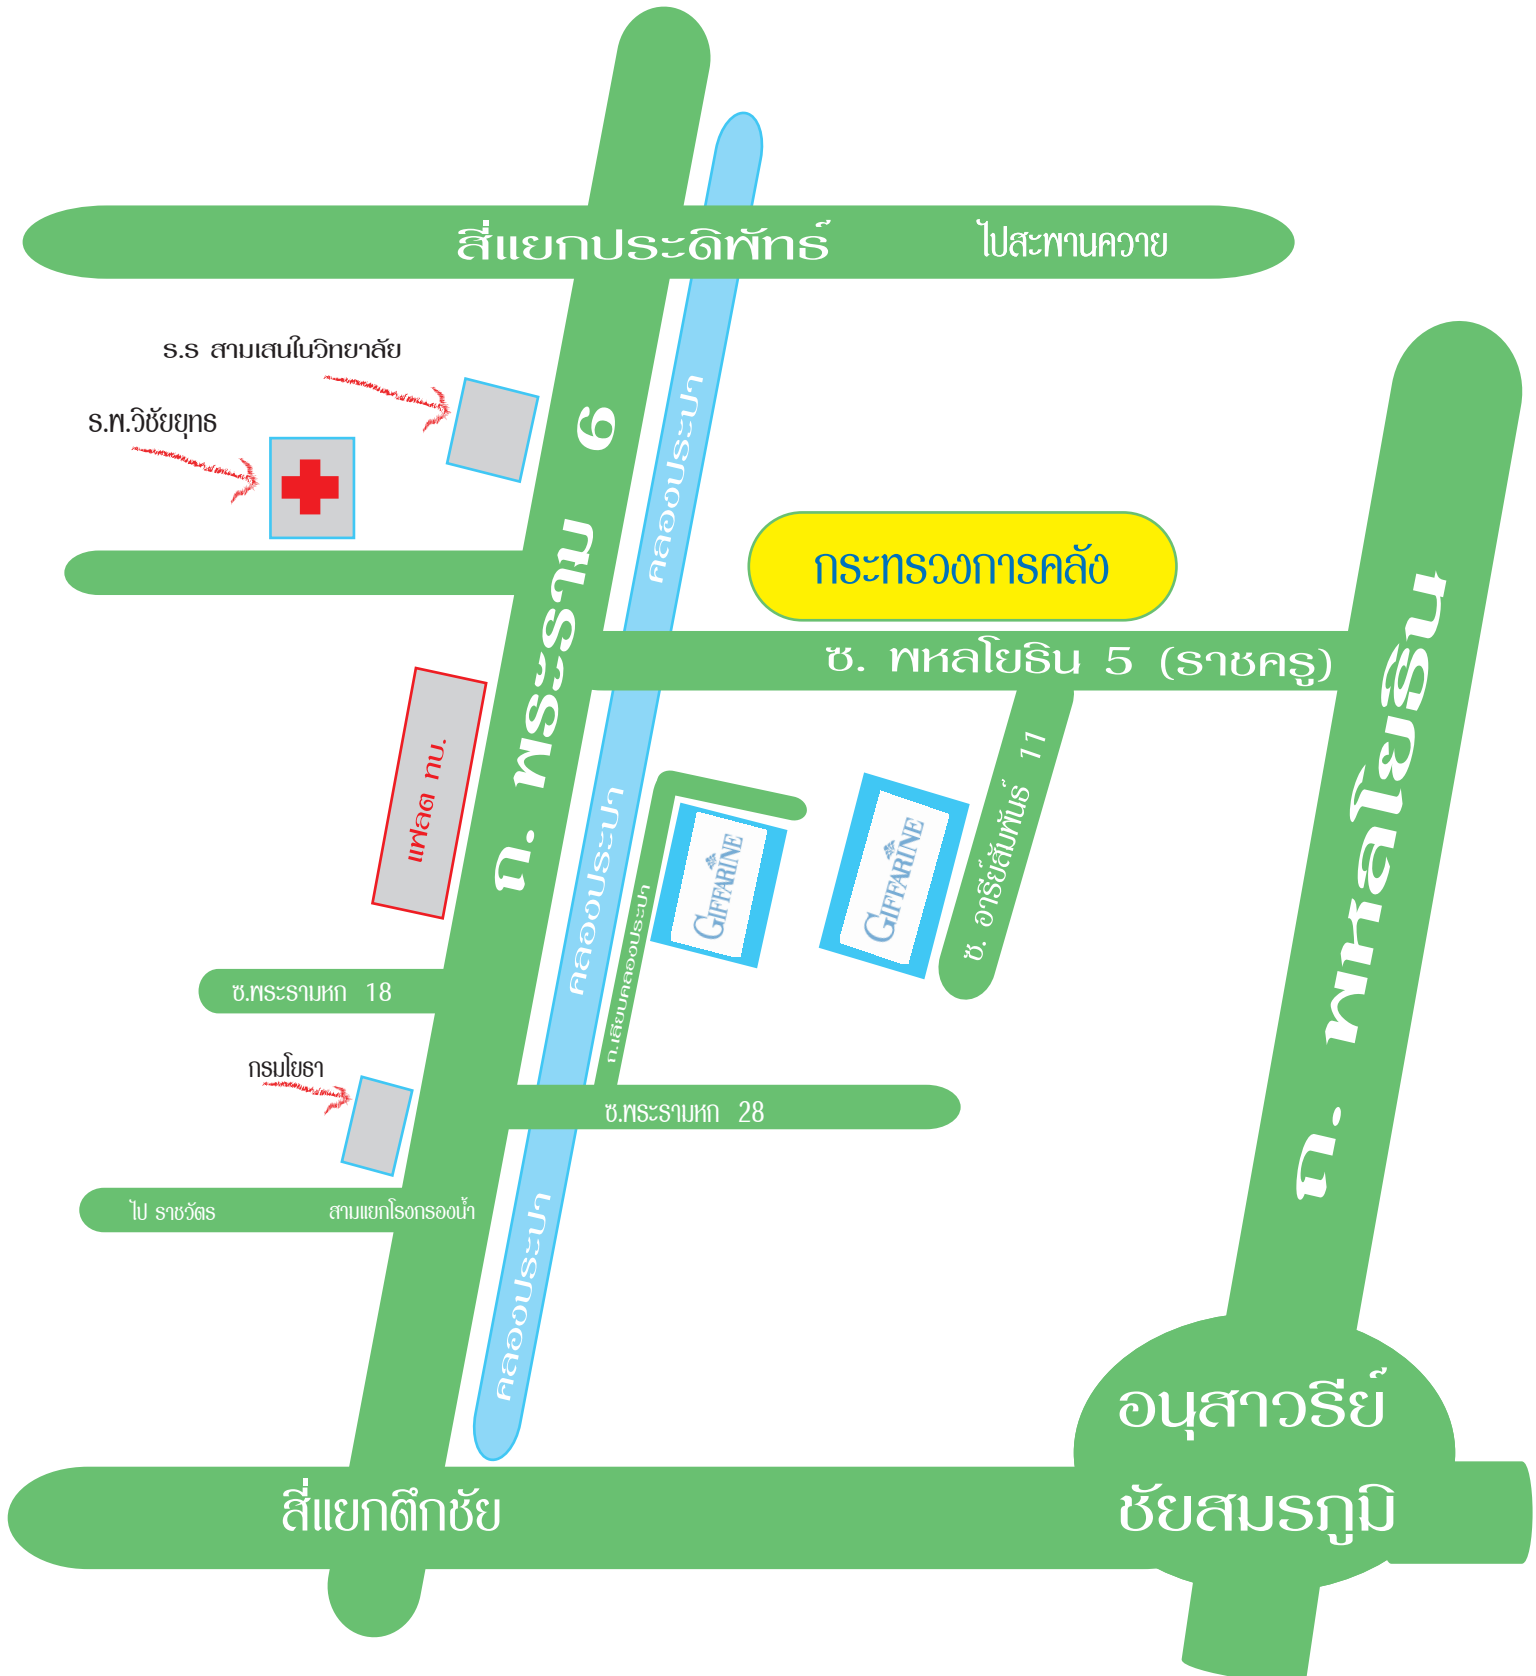 สี่แยกประดิพัทธ์
ไปสะพานควาย
ร.ร สามเสนในวิทยาลัย
ร.พ.วิชัยยุทธ
ถ. พระราม 6
คลองประปา
กระทรวงการคลัง
ซ. พหลโยธิน 5 (ราชครู)
ถ. พหลโยธิน
แฟลต ทบ.
คลองประปา
ถ.เลียบคลองประปา
GIFFARINE
GIFFARINE
ซ. อารีย์สัมพันธ์ 11
ซ.พระรามหก 18
กรมโยธา
ซ.พระรามหก 28
ไป ราชวัตร
สามแยกโรงกรองน้ำ
คลองประปา
อนุสาวรีย์
ชัยสมรภูมิ
สี่แยกตึกชัย